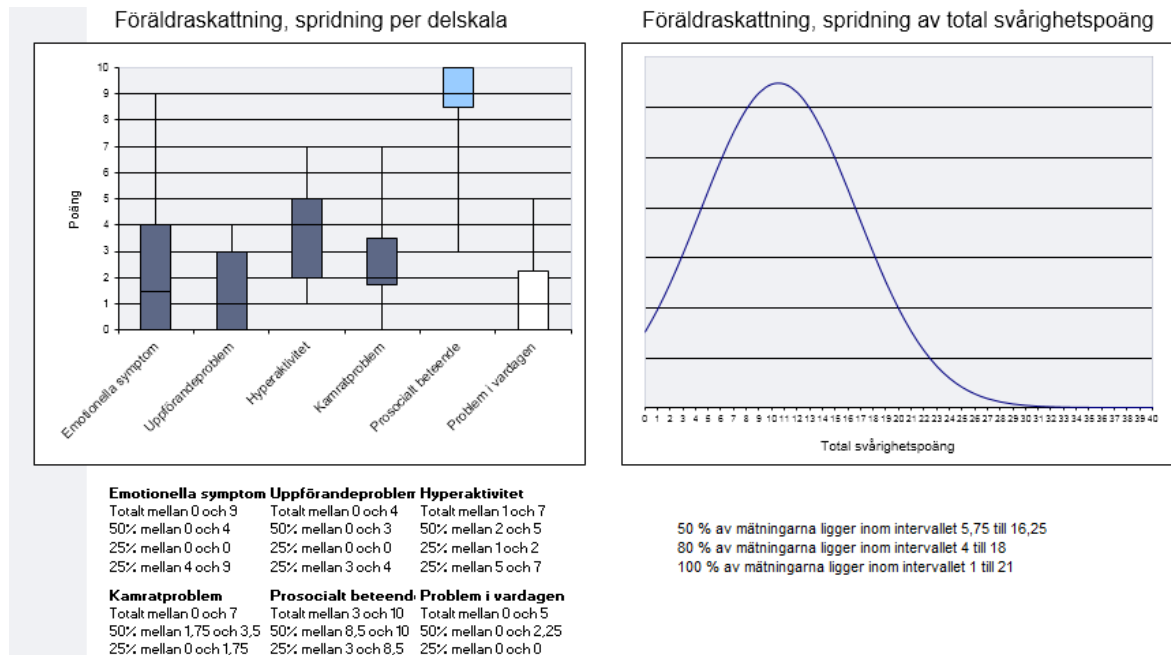 Föräldraskattning, spridning per delskala
Föräldraskattning, spridning av total svårighetspoäng
10
9
8
7
6
5
4
3
2
1
0
Poäng
Emotionella symptom
Uppförandeproblem
Hyperaktivitet
Kamratproblem
Prosocialt beteende
Problem i vardagen
0 1 2 3 4 5 6 7 8 9 10 11 12 13 14 15 16 17 18 19 20 21 22 23 24 25 26 27 28 29 30 31 32 33 34 35 36 37 38 39 40
Total svårighetspoäng
Emotionella symptom Uppförandeproblem Hyperaktivitet
Totalt mellan 0 och 9 Totalt mellan 0 och 4 Totalt mellan 1 och 7
50% mellan 0 och 4 50% mellan 0 och 3 50% mellan 2 och 5
25% mellan 0 och 0 25% mellan 0 och 0 25% mellan 1 och 2
25% mellan 4 och 9 25% mellan 3 och 4 25% mellan 5 och 7
Kamratproblem Prosocialt beteende Problem i vardagen
Totalt mellan 0 och 7 Totalt mellan 3 och 10 Totalt mellan 0 och 5
50% mellan 1,75 och 3,5 50% mellan 8,5 och 10 50% mellan 0 och 2,25
25% mellan 0 och 1,75 25% mellan 3 och 8,5 25% mellan 0 och 0
50 % av mätningarna ligger inom intervallet 5,75 till 16,25
80 % av mätningarna ligger inom intervallet 4 till 18
100 % av mätningarna ligger inom intervallet 1 till 21